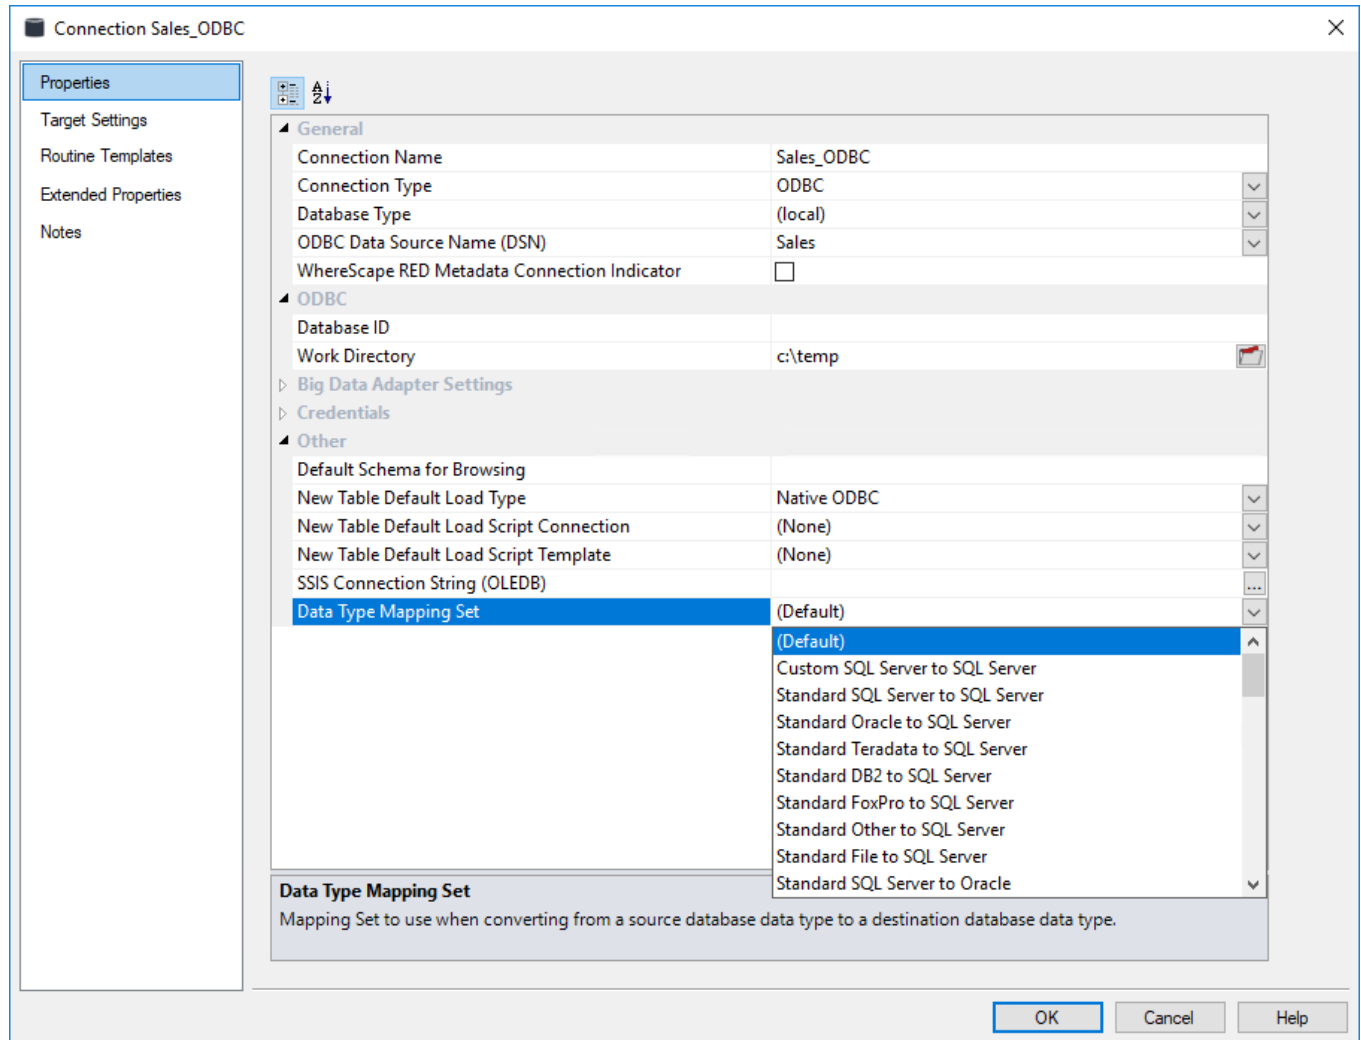 Connection Sales_ODBC
Properties
Target Settings
Routine Templates
Extended Properties
Notes
General
Connection Name Sales_ODBC
Connection Type ODBC
Database Type (local)
ODBC Data Source Name (DSN) Sales
WhereScape RED Metadata Connection Indicator
ODBC
Database ID
Work Directory c:\temp
Big Data Adapter Settings
Credentials
Other
Default Schema for Browsing
New Table Default Load Type Native ODBC
New Table Default Load Script Connection (None)
New Table Default Load Script Template (None)
SSIS Connection String (OLEDB) ...
Data Type Mapping Set (Default)
(Default)
Custom SQL Server to SQL Server
Standard SQL Server to SQL Server
Standard Oracle to SQL Server
Standard Teradata to SQL Server
Standard DB2 to SQL Server
Standard FoxPro to SQL Server
Standard Other to SQL Server
Standard File to SQL Server
Standard SQL Server to Oracle
Data Type Mapping Set
Mapping Set to use when converting from a source database data type to a destination database data type.
OK Cancel Help